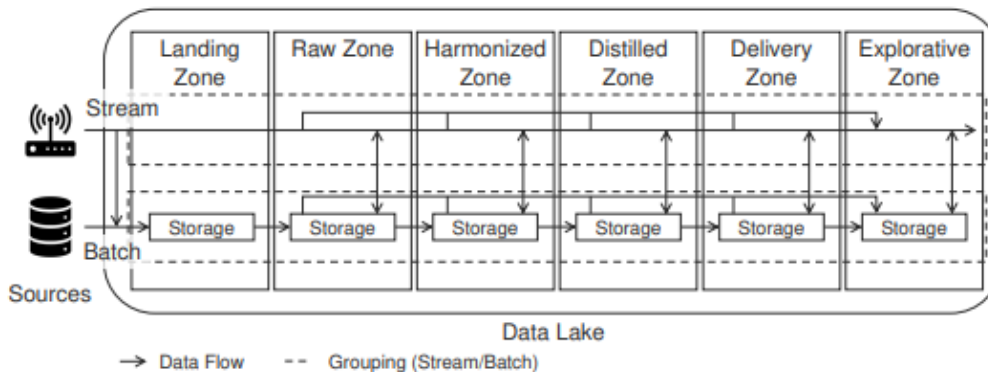 Landing
Zone
Raw Zone
Harmonized
Zone
Distilled
Zone
Delivery
Zone
Explorative
Zone
Stream
Storage
Storage
Storage
Storage
Storage
Storage
Batch
Sources
Data Lake
Data Flow
Grouping (Stream/Batch)